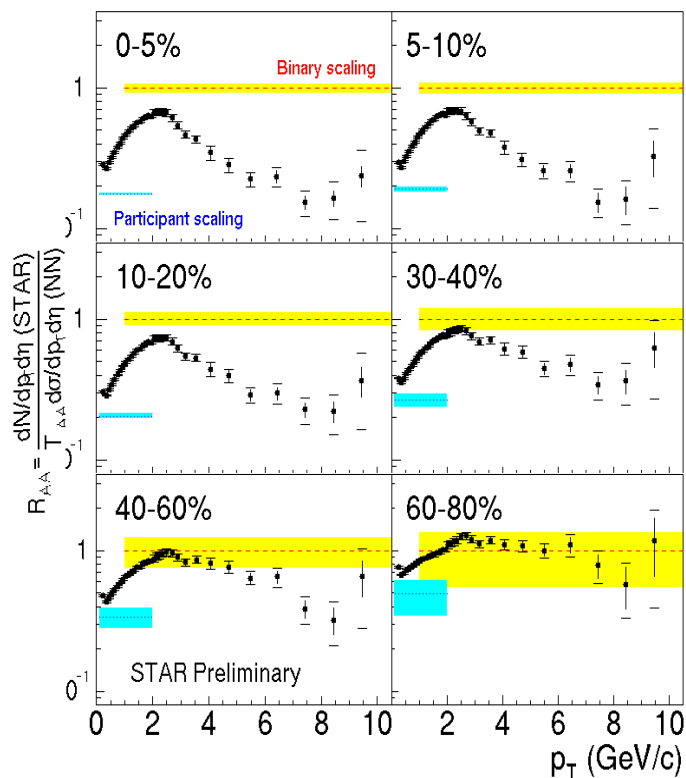 0-5%
5-10%
Binary scaling
1
Participant scaling
)⁻¹
10-20%
30-40%
1
)⁻¹
R_AA = dN/dp_T dη (STAR)
T_AA dσ/dp_T dη (NN)
40-60%
60-80%
1
STAR Preliminary
)⁻¹
0 2 4 6 8 10
2 4 6 8 10
p_T (GeV/c)